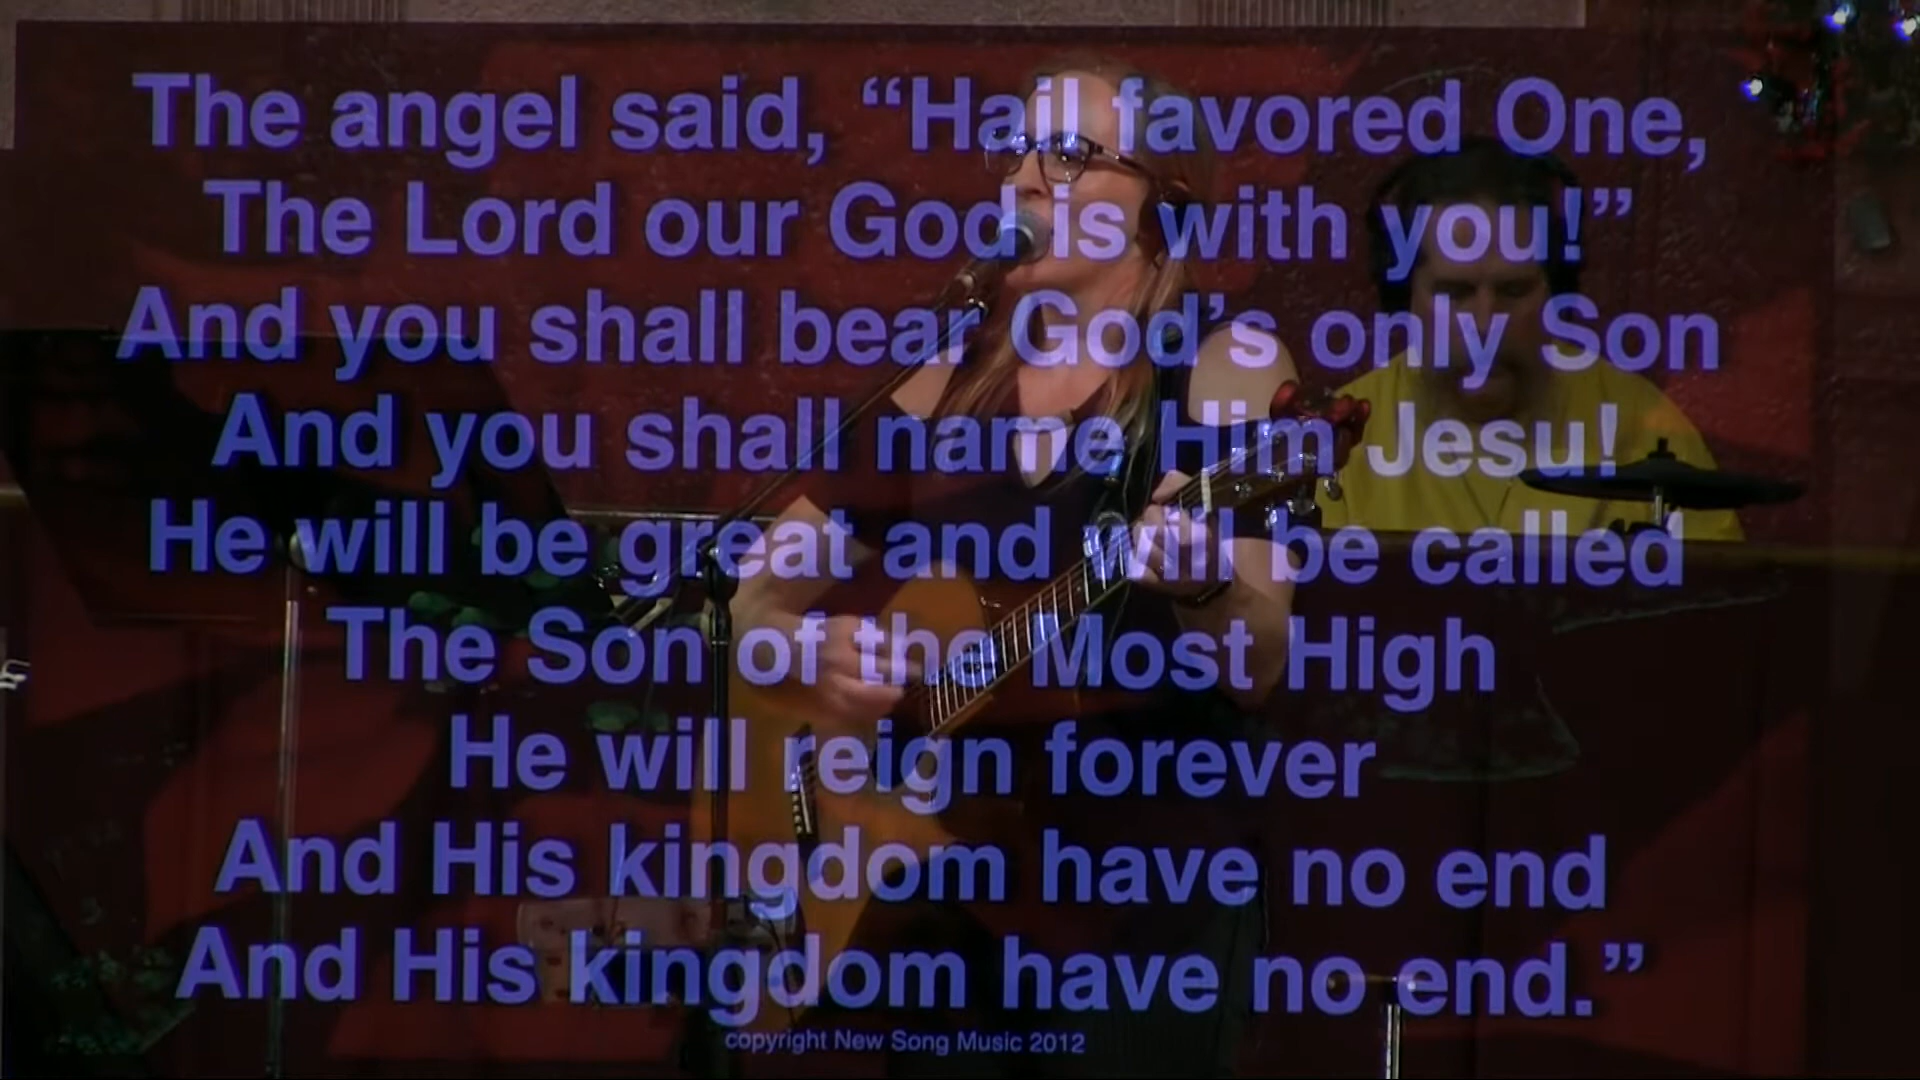 The angel said, “Hail favored One,
The Lord our God is with you!”
And you shall bear God’s only Son
And you shall name Him Jesu!
He will be great and will be called
The Son of the Most High
He will reign forever
And His kingdom have no end
And His kingdom have no end.”
copyright New Song Music 2012